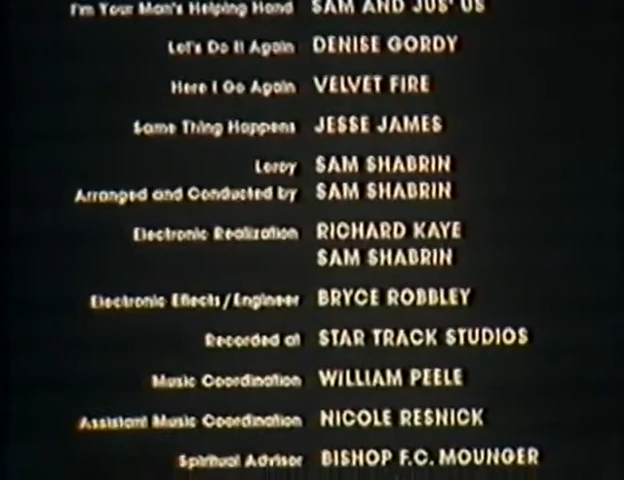 I'm Your Man's Helping Hand SAM AND JUS' US
Let's Do It Again DENISE GORDY
Here I Go Again VELVET FIRE
Same Thing Happens JESSE JAMES
Leroy SAM SHABRIN
Arranged and Conducted by SAM SHABRIN
Electronic Realization RICHARD KAYE
SAM SHABRIN
Electronic Effects/Engineer BRYCE ROBBLEY
Recorded at STAR TRACK STUDIOS
Music Coordination WILLIAM PEELE
Assistant Music Coordination NICOLE RESNICK
Spiritual Advisor BISHOP F.C. MOUNGER